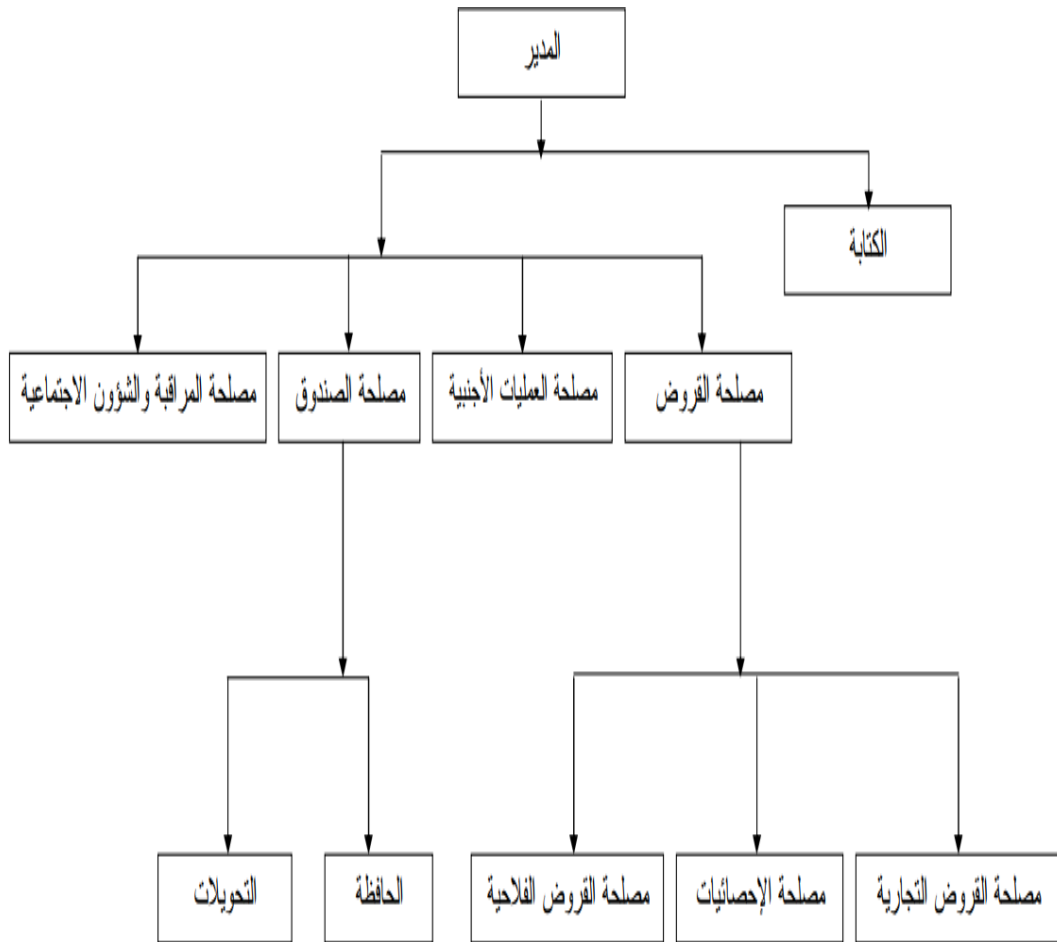 المدير
الكتابة
مصلحة القروض
مصلحة العمليات الأجنبية
مصلحة الصندوق
مصلحة المراقبة والشؤون الاجتماعية
مصلحة القروض التجارية
مصلحة الإحصائيات
مصلحة القروض الفلاحية
الحافظة
التحويلات